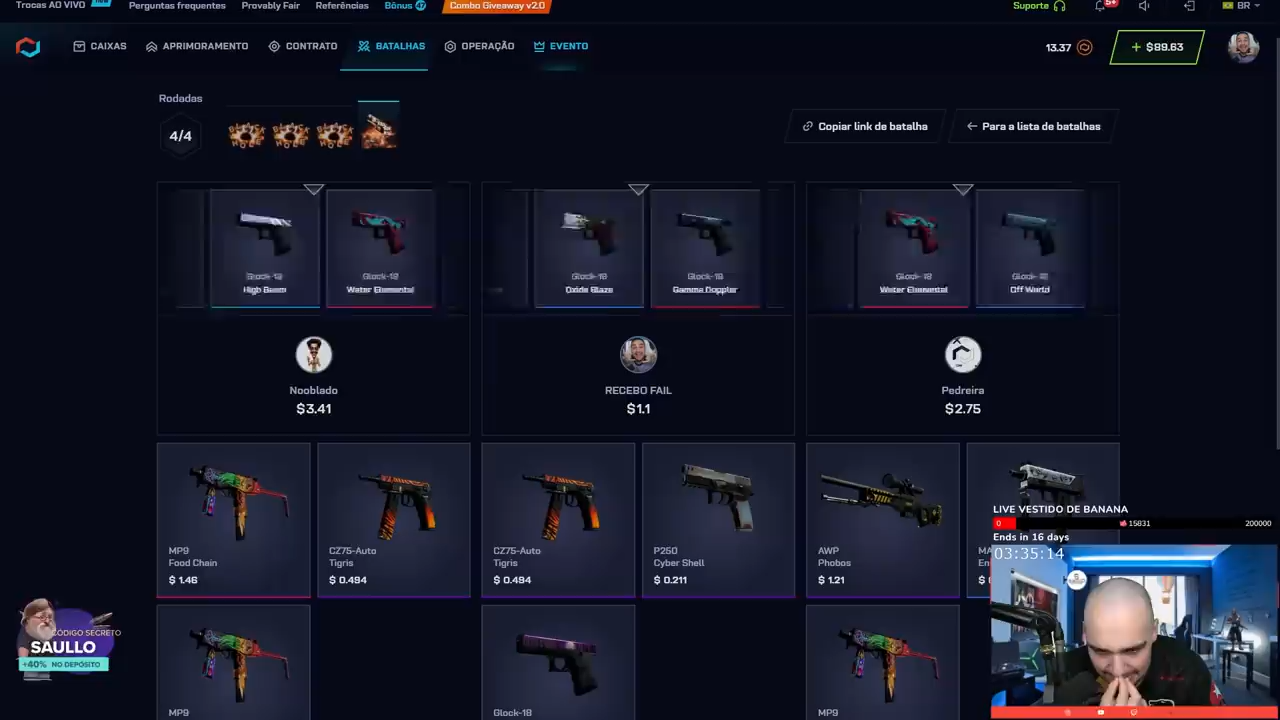 Trocas AO VIVO
Perguntas frequentes
Provably Fair
Referências
Bônus
Combo Giveaway v2.0
Suporte
5+
BR
CAIXAS
APRIMORAMENTO
CONTRATO
BATALHAS
OPERAÇÃO
EVENTO
13.37
+ $89.63
Rodadas
4/4
Copiar link de batalha
Para a lista de batalhas
Glock-18
High Beam
Glock-18
Water Elemental
Glock-18
Oxide Blaze
Glock-18
Gamma Doppler
Glock-18
Water Elemental
Glock-18
Off World
Nooblado
$3.41
RECEBO FAIL
$1.1
Pedreira
$2.75
MP9
Food Chain
$ 1.46
CZ75-Auto
Tigris
$ 0.494
CZ75-Auto
Tigris
$ 0.494
P250
Cyber Shell
$ 0.211
AWP
Phobos
$ 1.21
LIVE VESTIDO DE BANANA
0
15831
200000
Ends in 16 days
03:35:14
CÓDIGO SECRETO
SAULLO
+40% NO DEPÓSITO
MP9
Glock-18
MP9